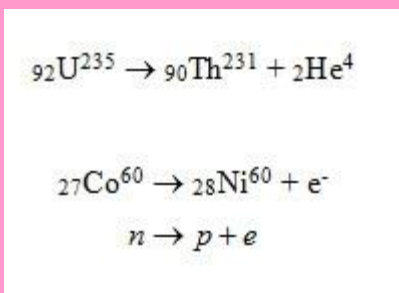 ₉₂U²³⁵ → ₉₀Th²³¹ + ₂He⁴
₂₇Co⁶⁰ → ₂₈Ni⁶⁰ + e⁻
n → p + e